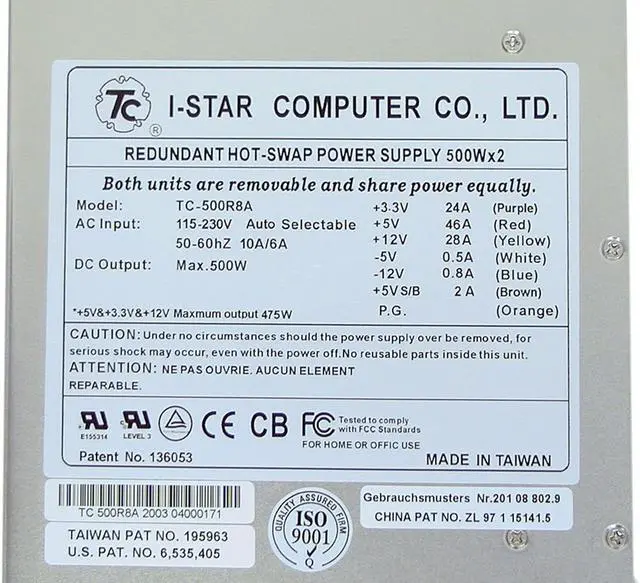 TC ® I-STAR COMPUTER CO., LTD.
REDUNDANT HOT-SWAP POWER SUPPLY 500Wx2
Both units are removable and share power equally.
Model: TC-500R8A
AC Input: 115-230V Auto Selectable
50-60hZ 10A/6A
DC Output: Max.500W
+3.3V 24A (Purple)
+5V 46A (Red)
+12V 28A (Yellow)
-5V 0.5A (White)
-12V 0.8A (Blue)
+5V S/B 2A (Brown)
P.G. (Orange)
*+5V&+3.3V&+12V Maxmum output 475W
CAUTION: Under no circumstances should the power supply over be removed, for
serious shock may occur, even with the power off. No reusable parts inside this unit.
ATTENTION: NE PAS OUVRIE. AUCUN ELEMENT
REPARABLE.
CE CB FC Tested to comply
with FCC Standards
E155314 LEVEL 3
FOR HOME OR OFFICE USE
Patent No. 136053
MADE IN TAIWAN
TC 500R8A 2003 04000171
TAIWAN PAT NO. 195963
U.S. PAT NO. 6,535,405
QUALITY ASSURED FIRM
ISO
9001
Q
Gebrauchsmusters Nr.201 08 802.9
CHINA PAT NO. ZL 97 1 15141.5